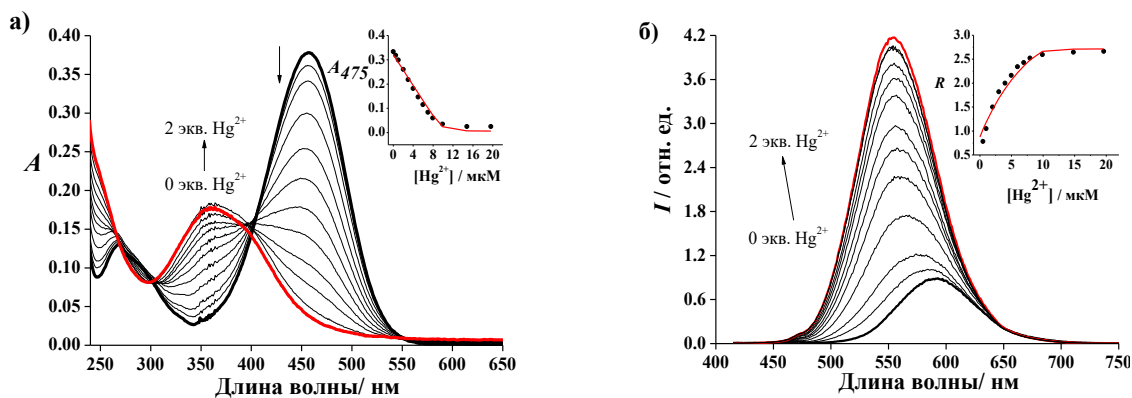 а)
0.40
0.35
0.30
0.25
0.20
0.15
0.10
0.05
0.00
A
250 300 350 400 450 500 550 600 650
Длина волны/ нм
2 экв. Hg2+
0 экв. Hg2+
A475
0.4
0.3
0.2
0.1
0.0
0 4 8 12 16 20
[Hg2+] / мкМ
б)
4.2
3.6
3.0
2.4
1.8
1.2
0.6
0.0
I / отн. ед.
400 450 500 550 600 650 700 750
Длина волны/ нм
2 экв. Hg2+
0 экв. Hg2+
R
3.0
2.5
2.0
1.5
1.0
0.5
0 5 10 15 20
[Hg2+] / мкМ